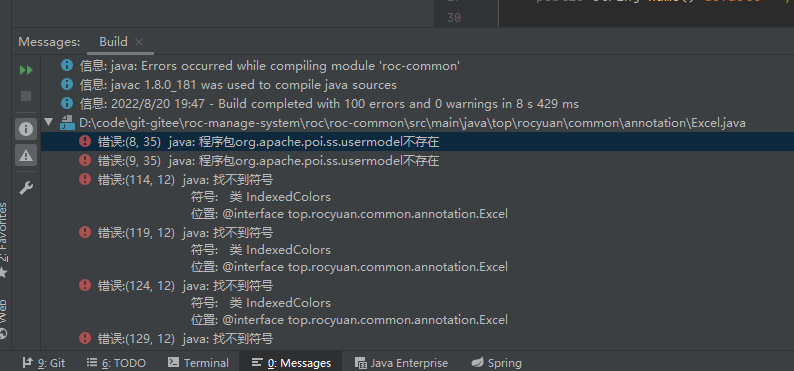 30
Messages: Build ×
信息: java: Errors occurred while compiling module 'roc-common'
信息: javac 1.8.0_181 was used to compile java sources
信息: 2022/8/20 19:47 - Build completed with 100 errors and 0 warnings in 8 s 429 ms
D:\code\git-gitee\roc-manage-system\roc\roc-common\src\main\java\top\rocyuan\common\annotation\Excel.java
错误:(8, 35) java: 程序包org.apache.poi.ss.usermodel不存在
错误:(9, 35) java: 程序包org.apache.poi.ss.usermodel不存在
错误:(114, 12) java: 找不到符号
符号: 类 IndexedColors
位置: @interface top.rocyuan.common.annotation.Excel
错误:(119, 12) java: 找不到符号
符号: 类 IndexedColors
位置: @interface top.rocyuan.common.annotation.Excel
错误:(124, 12) java: 找不到符号
符号: 类 IndexedColors
位置: @interface top.rocyuan.common.annotation.Excel
错误:(129, 12) java: 找不到符号
2: Favorites
Web
9: Git 6: TODO Terminal 0: Messages Java Enterprise Spring